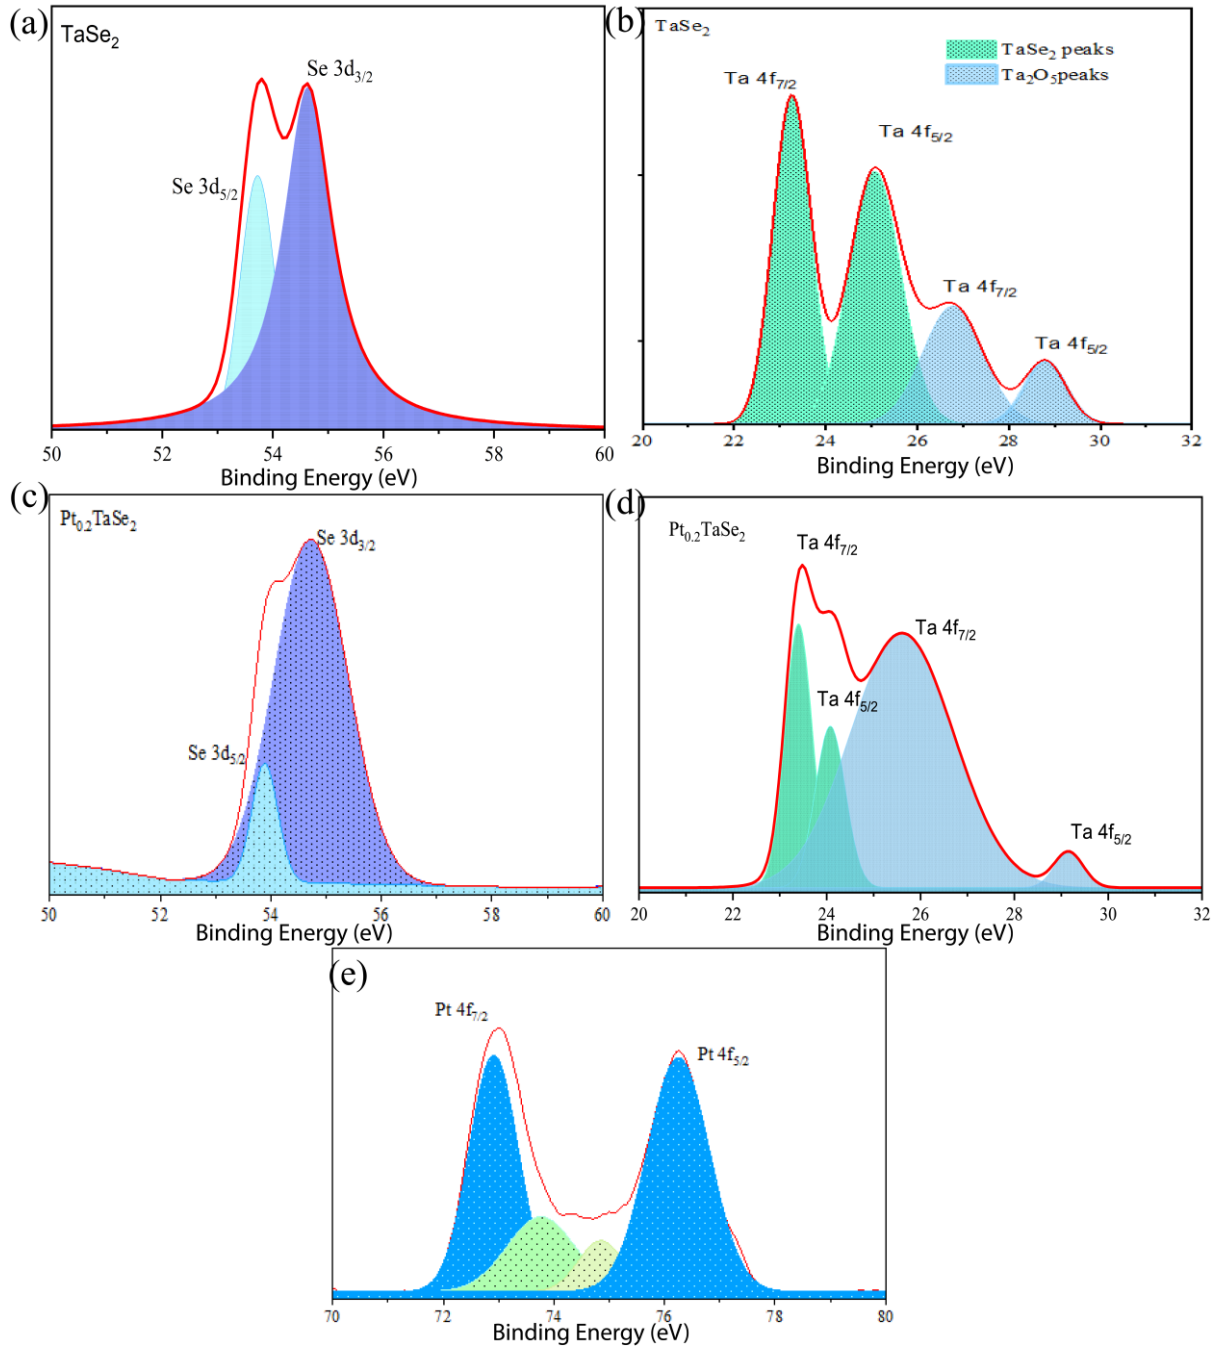 (a)
TaSe₂
Se 3d₃/₂
Se 3d₅/₂
50 52 54 56 58 60
Binding Energy (eV)
(b)
TaSe₂
TaSe₂ peaks
Ta₂O₅peaks
Ta 4f₇/₂
Ta 4f₅/₂
Ta 4f₇/₂
Ta 4f₅/₂
20 22 24 26 28 30 32
Binding Energy (eV)
(c)
Pt₀.₂TaSe₂
Se 3d₃/₂
Se 3d₅/₂
50 52 54 56 58 60
Binding Energy (eV)
(d)
Pt₀.₂TaSe₂
Ta 4f₇/₂
Ta 4f₇/₂
Ta 4f₅/₂
Ta 4f₅/₂
20 22 24 26 28 30 32
Binding Energy (eV)
(e)
Pt 4f₇/₂
Pt 4f₅/₂
70 72 74 76 78 80
Binding Energy (eV)